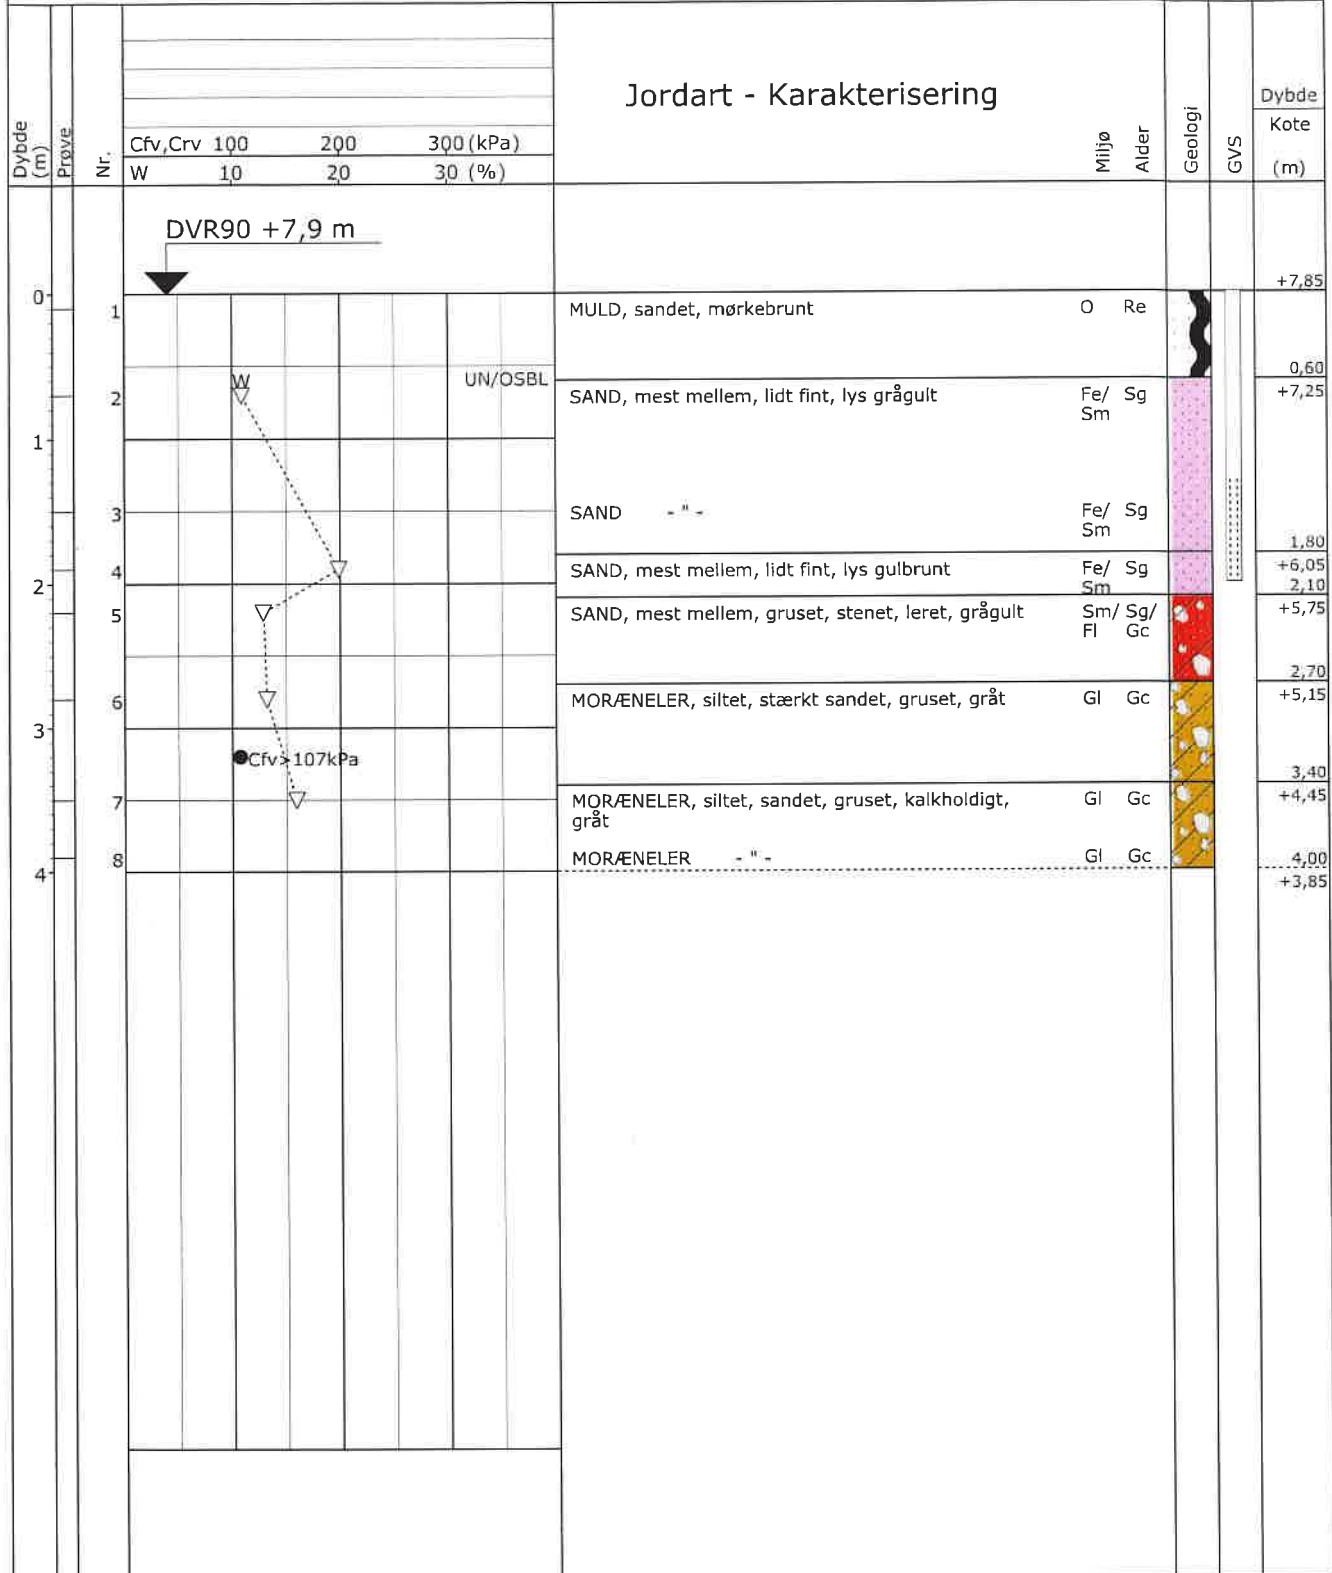 Jordart - Karakterisering
Dybde (m)
Prøve
Nr.
Cfv,Crv 100 200 300 (kPa)
W 10 20 30 (%)
Miljø
Alder
Geologi
GVS
Dybde
Kote
(m)
DVR90 +7,9 m
+7,85
0
1 MULD, sandet, mørkebrunt O Re
0,60
W UN/OSBL
2 SAND, mest mellem, lidt fint, lys grågult Fe/ Sg +7,25
Sm
1
3 SAND - " - Fe/ Sg
Sm
1,80
4 SAND, mest mellem, lidt fint, lys gulbrunt Fe/ Sg +6,05
Sm
2 2,10
5 SAND, mest mellem, gruset, stenet, leret, grågult Sm/ Sg/ +5,75
Fl Gc
2,70
6 MORÆNELER, siltet, stærkt sandet, gruset, gråt Gl Gc +5,15
3
Cfv>107kPa
3,40
7 MORÆNELER, siltet, sandet, gruset, kalkholdigt, Gl Gc +4,45
gråt
8 MORÆNELER - " - Gl Gc 4,00
4 +3,85